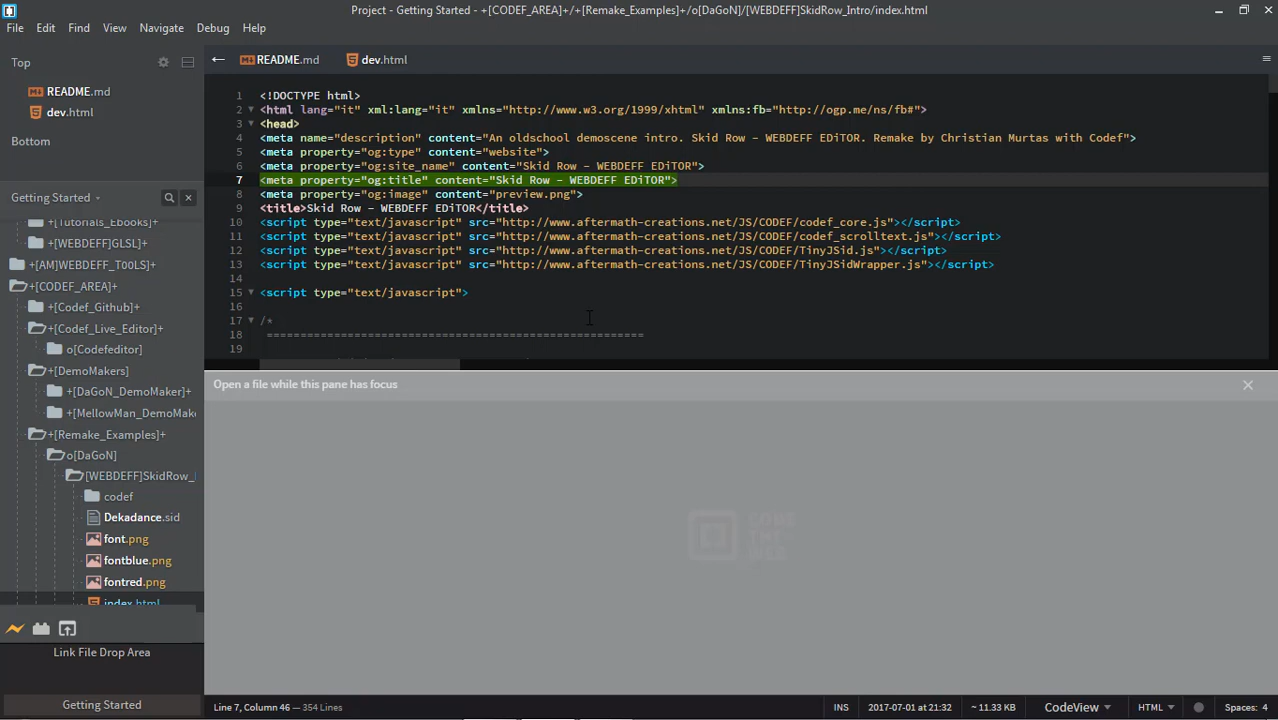 Project - Getting Started - +[CODEF_AREA]+/+[Remake_Examples]+/o[DaGoN]/[WEBDEFF]SkidRow_Intro/index.html
File Edit Find View Navigate Debug Help
Top
README.md
dev.html
Bottom
Getting Started
+[Tutorials_Ebooks]+
+[WEBDEFF]GLSL]+
+[AM]WEBDEFF_T00LS]+
+[CODEF_AREA]+
+[Codef_Github]+
+[Codef_Live_Editor]+
o[Codefeditor]
+[DemoMakers]
+[DaGoN_DemoMaker]+
+[MellowMan_DemoMake
+[Remake_Examples]+
o[DaGoN]
[WEBDEFF]SkidRow_I
codef
Dekadance.sid
font.png
fontblue.png
fontred.png
index.html
Link File Drop Area
Getting Started
← README.md dev.html
1 <!DOCTYPE html>
2 <html lang="it" xml:lang="it" xmlns="http://www.w3.org/1999/xhtml" xmlns:fb="http://ogp.me/ns/fb#">
3 <head>
4 <meta name="description" content="An oldschool demoscene intro. Skid Row - WEBDEFF EDiTOR. Remake by Christian Murtas with Codef">
5 <meta property="og:type" content="website">
6 <meta property="og:site_name" content="Skid Row - WEBDEFF EDiTOR">
7 <meta property="og:title" content="Skid Row - WEBDEFF EDiTOR">
8 <meta property="og:image" content="preview.png">
9 <title>Skid Row - WEBDEFF EDiTOR</title>
10 <script type="text/javascript" src="http://www.aftermath-creations.net/JS/CODEF/codef_core.js"></script>
11 <script type="text/javascript" src="http://www.aftermath-creations.net/JS/CODEF/codef_scrolltext.js"></script>
12 <script type="text/javascript" src="http://www.aftermath-creations.net/JS/CODEF/TinyJSid.js"></script>
13 <script type="text/javascript" src="http://www.aftermath-creations.net/JS/CODEF/TinyJSidWrapper.js"></script>
14
15 <script type="text/javascript">
16
17 /*
18 ========================================================
19
Open a file while this pane has focus
CODE
THE
WEB
Line 7, Column 46 — 354 Lines
INS 2017-07-01 at 21:32 ~ 11.33 KB CodeView HTML Spaces: 4